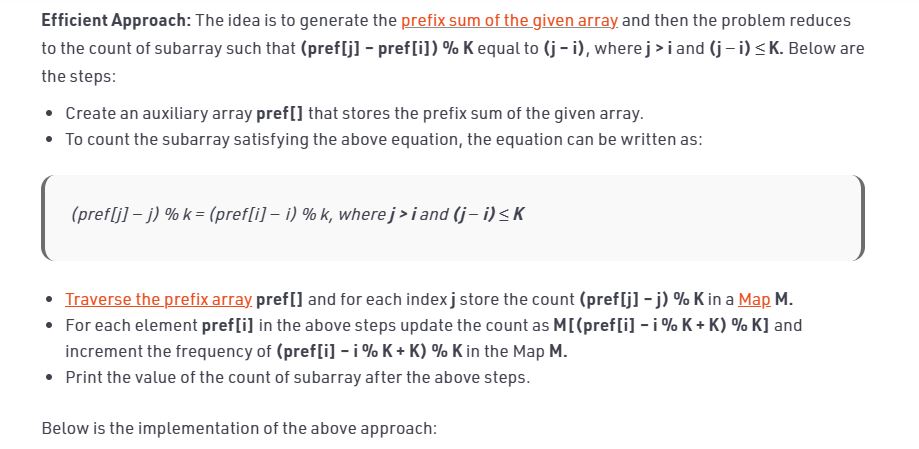 Efficient Approach: The idea is to generate the prefix sum of the given array and then the problem reduces
to the count of subarray such that (pref[j] – pref[i]) % K equal to (j – i), where j > i and (j − i) ≤ K. Below are
the steps:
• Create an auxiliary array pref[] that stores the prefix sum of the given array.
• To count the subarray satisfying the above equation, the equation can be written as:
(pref[j] – j) % k = (pref[i] – i) % k, where j > i and (j − i) ≤ K
• Traverse the prefix array pref[] and for each index j store the count (pref[j] – j) % K in a Map M.
• For each element pref[i] in the above steps update the count as M[(pref[i] – i % K + K) % K] and
increment the frequency of (pref[i] – i % K + K) % K in the Map M.
• Print the value of the count of subarray after the above steps.
Below is the implementation of the above approach: